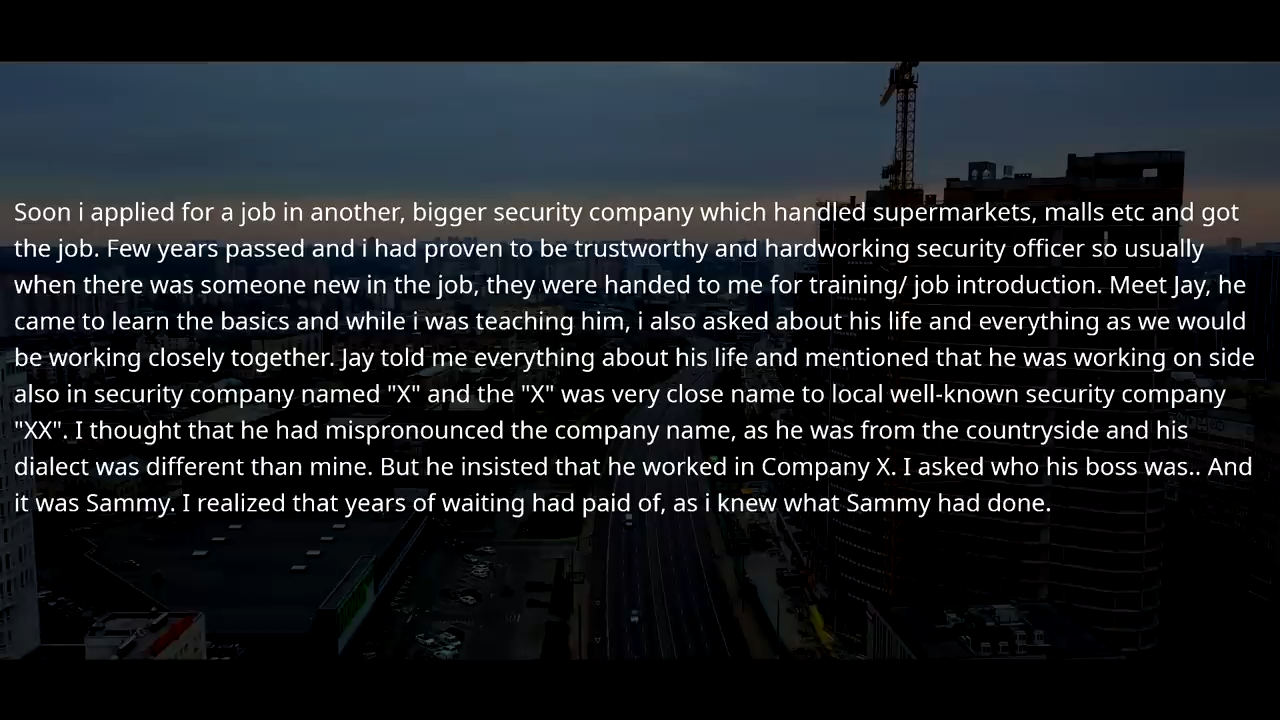 Soon i applied for a job in another, bigger security company which handled supermarkets, malls etc and got
the job. Few years passed and i had proven to be trustworthy and hardworking security officer so usually
when there was someone new in the job, they were handed to me for training/ job introduction. Meet Jay, he
came to learn the basics and while i was teaching him, i also asked about his life and everything as we would
be working closely together. Jay told me everything about his life and mentioned that he was working on side
also in security company named "X" and the "X" was very close name to local well-known security company
"XX". I thought that he had mispronounced the company name, as he was from the countryside and his
dialect was different than mine. But he insisted that he worked in Company X. I asked who his boss was.. And
it was Sammy. I realized that years of waiting had paid of, as i knew what Sammy had done.